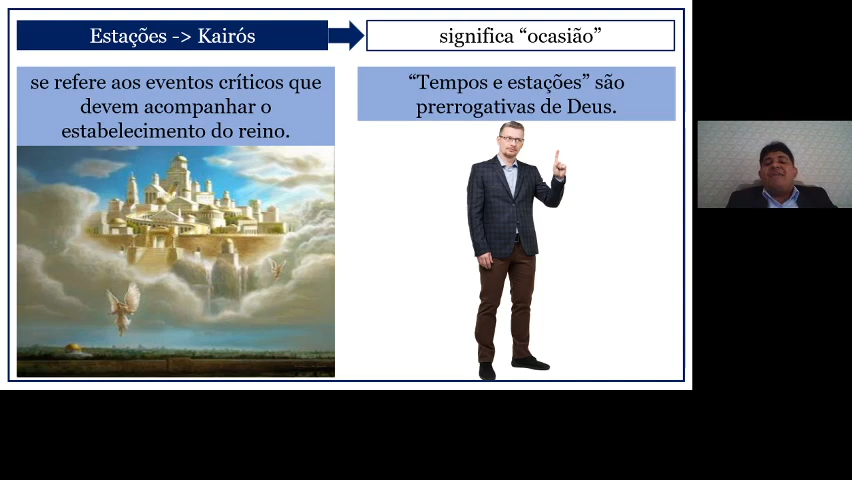 Estações -> Kairós
significa “ocasião”
se refere aos eventos críticos que
devem acompanhar o
estabelecimento do reino.
“Tempos e estações” são
prerrogativas de Deus.